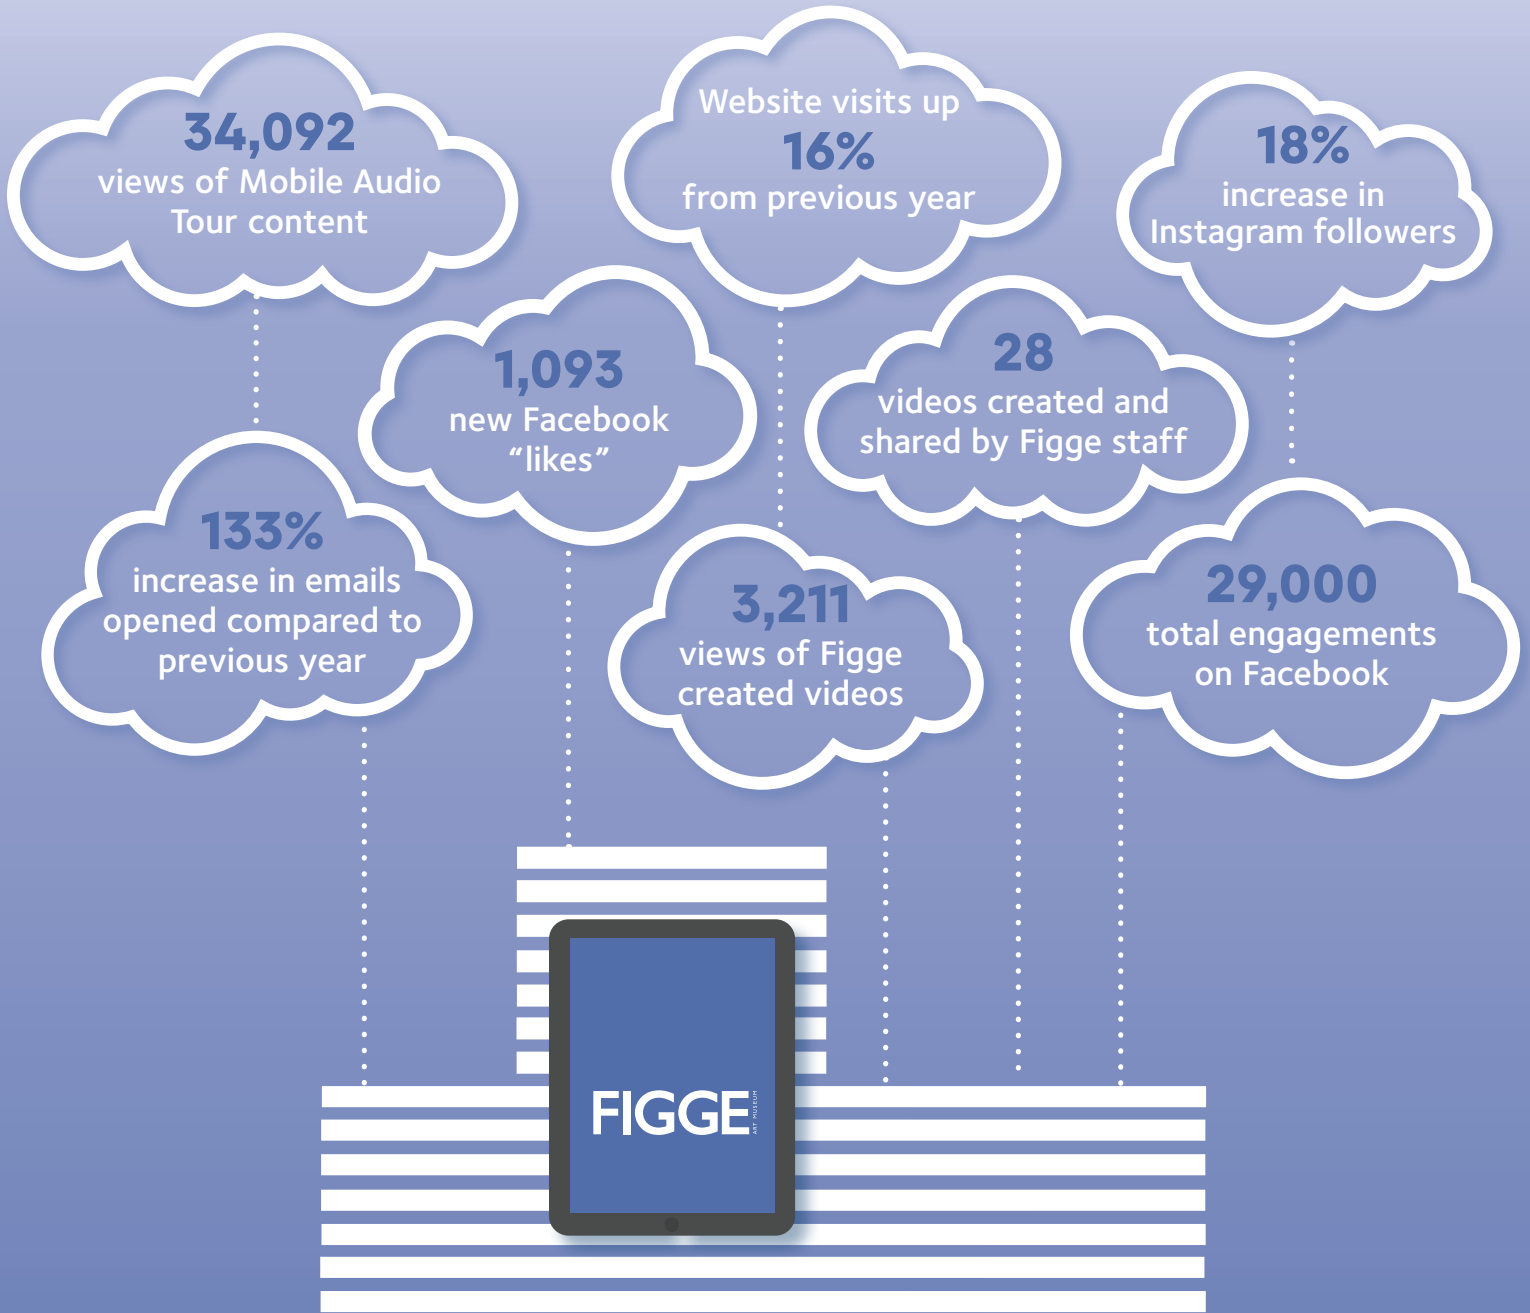 34,092
views of Mobile Audio
Tour content
Website visits up
16%
from previous year
18%
increase in
Instagram followers
1,093
new Facebook
“likes”
28
videos created and
shared by Figge staff
133%
increase in emails
opened compared to
previous year
3,211
views of Figge
created videos
29,000
total engagements
on Facebook
FIGGE
ART MUSEUM